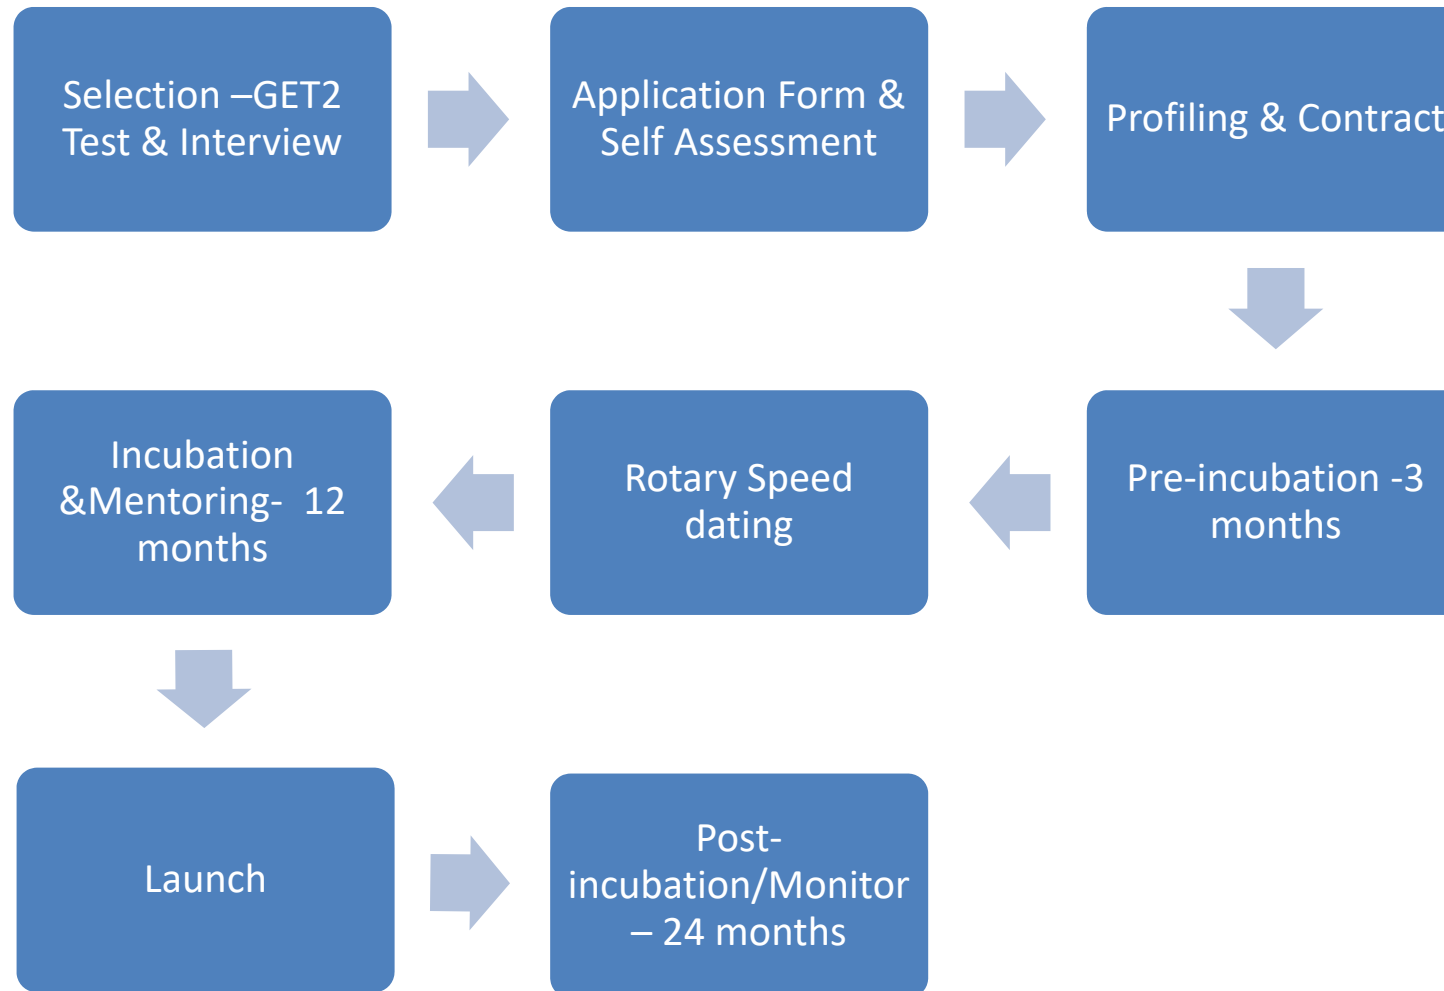 Selection –GET2
Test & Interview
Application Form &
Self Assessment
Profiling & Contract
Pre-incubation -3
months
Rotary Speed
dating
Incubation
&Mentoring-  12
months
Launch
Post-
incubation/Monitor
– 24 months